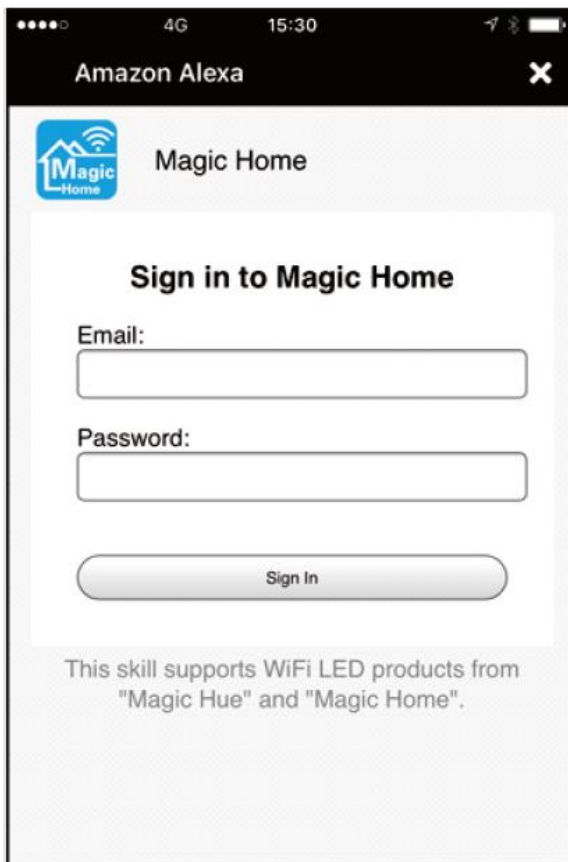 4G 15:30
Amazon Alexa
Magic Home
Magic Home
Sign in to Magic Home
Email:
Password:
Sign In
This skill supports WiFi LED products from
"Magic Hue" and "Magic Home".